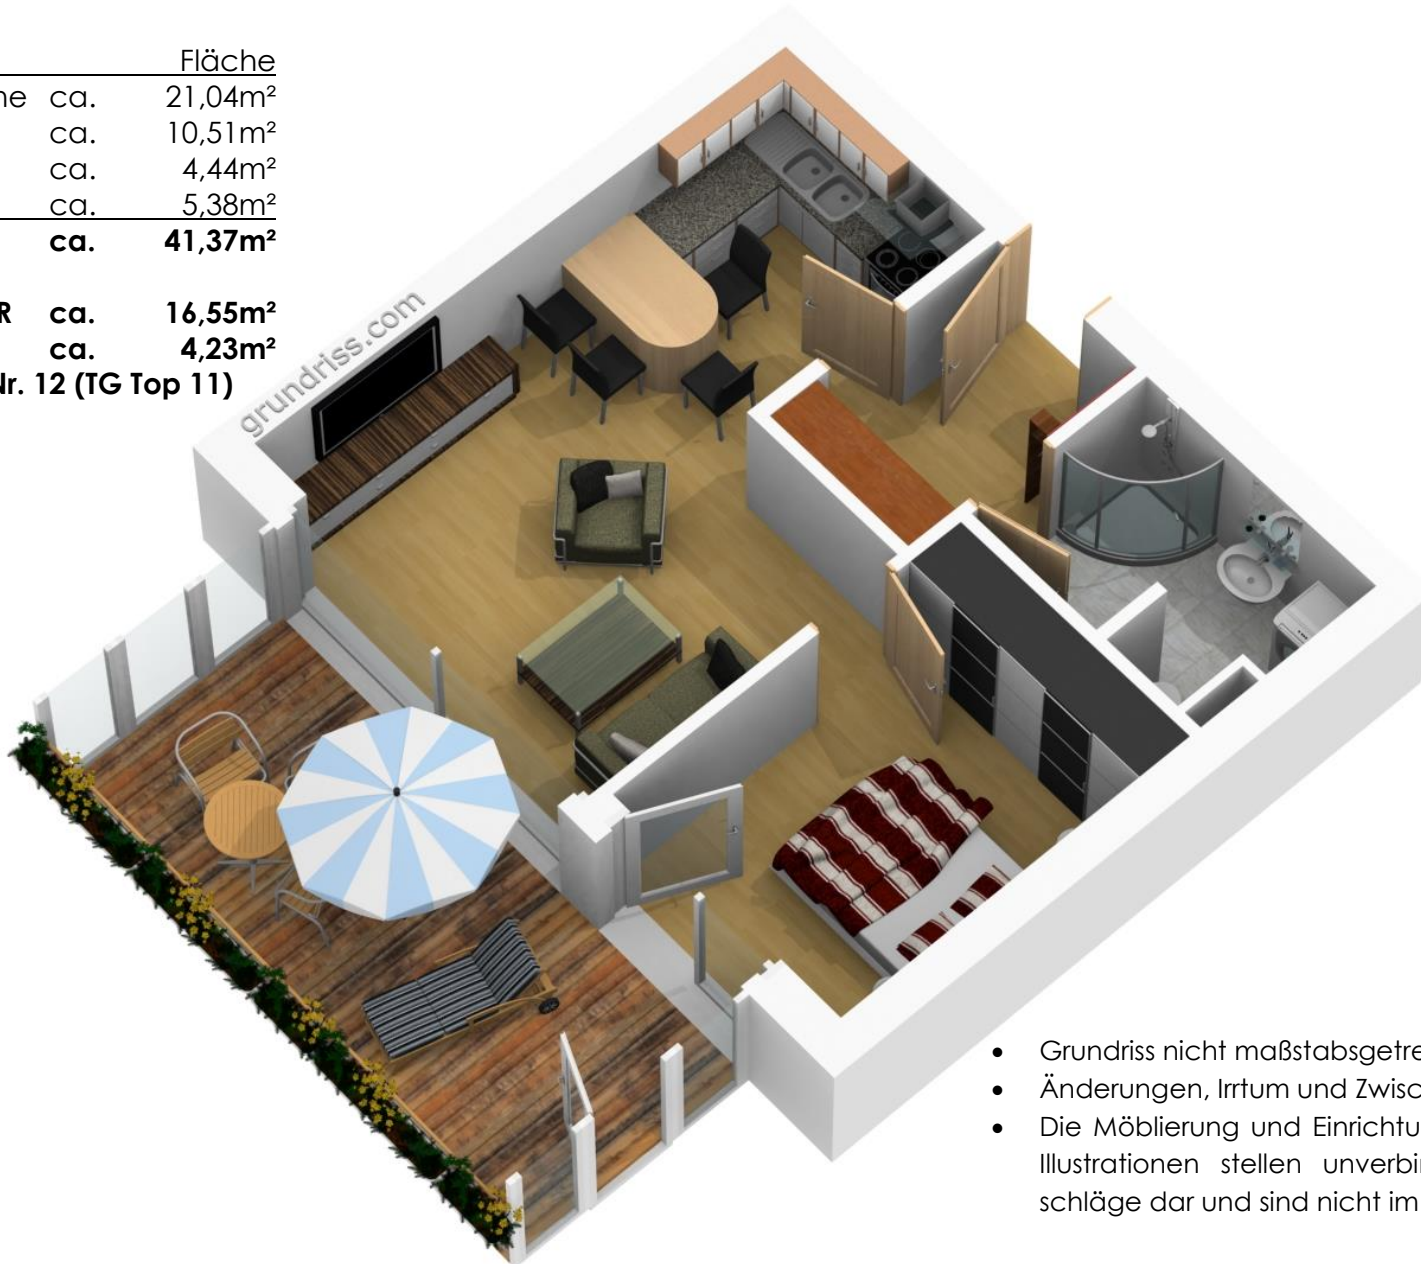 Fläche
ca. 21,04m²
ca. 10,51m²
ca. 4,44m²
ca. 5,38m²
ca. 41,37m²
R ca. 16,55m²
ca. 4,23m²
Nr. 12 (TG Top 11)
grundriss.com
• Grundriss nicht maßstabsgetre
• Änderungen, Irrtum und Zwisc
• Die Möblierung und Einrichtu
Illustrationen stellen unverbi
schläge dar und sind nicht im